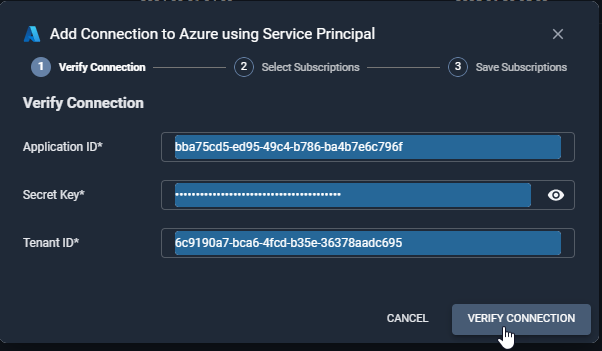 Add Connection to Azure using Service Principal
1 Verify Connection 2 Select Subscriptions 3 Save Subscriptions
Verify Connection
Application ID* bba75cd5-ed95-49c4-b786-ba4b7e6c796f
Secret Key* ••••••••••••••••••••••••••••••••••••••••
Tenant ID* 6c9190a7-bca6-4fcd-b35e-36378aadc695
CANCEL VERIFY CONNECTION